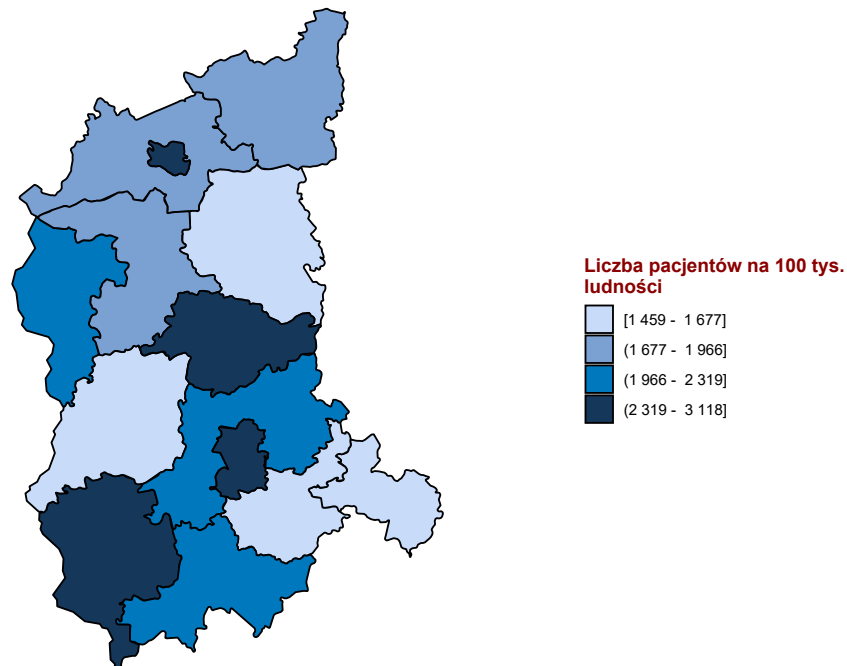 Liczba pacjentów na 100 tys.
ludności
[1 459 - 1 677]
(1 677 - 1 966]
(1 966 - 2 319]
(2 319 - 3 118]